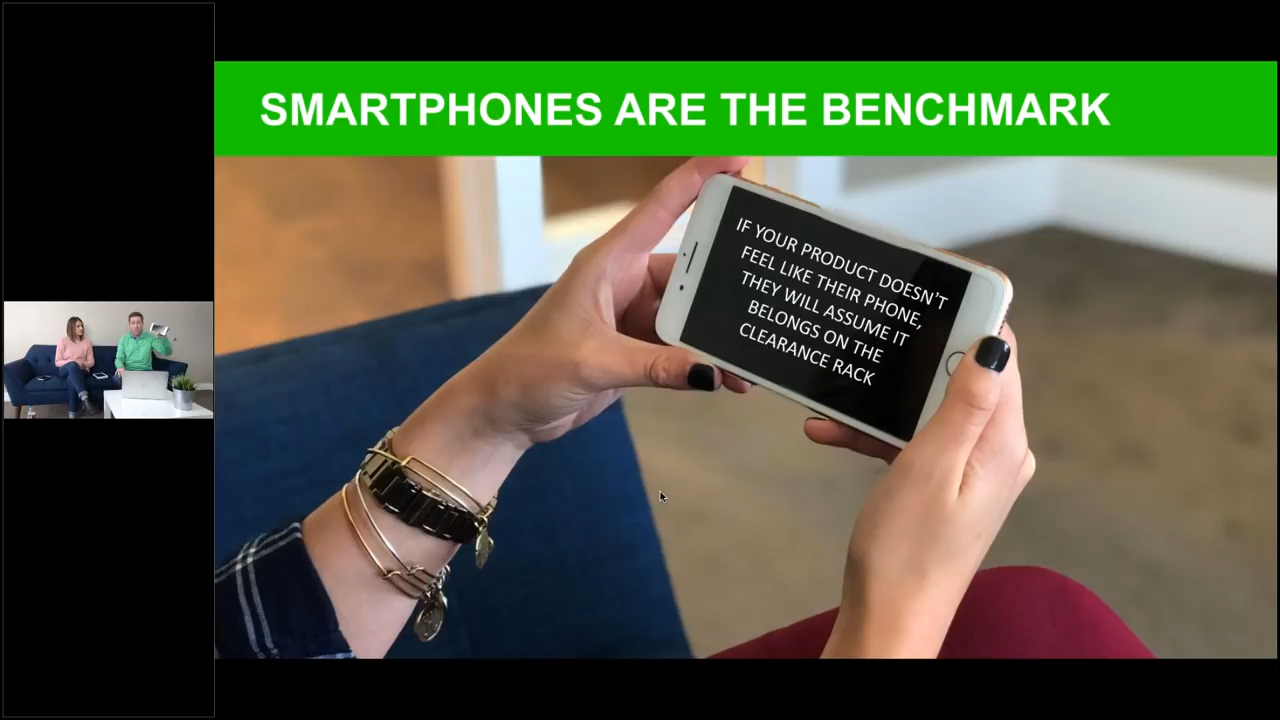 SMARTPHONES ARE THE BENCHMARK
IF YOUR PRODUCT DOESN'T
FEEL LIKE THEIR PHONE,
THEY WILL ASSUME IT
BELONGS ON THE
CLEARANCE RACK